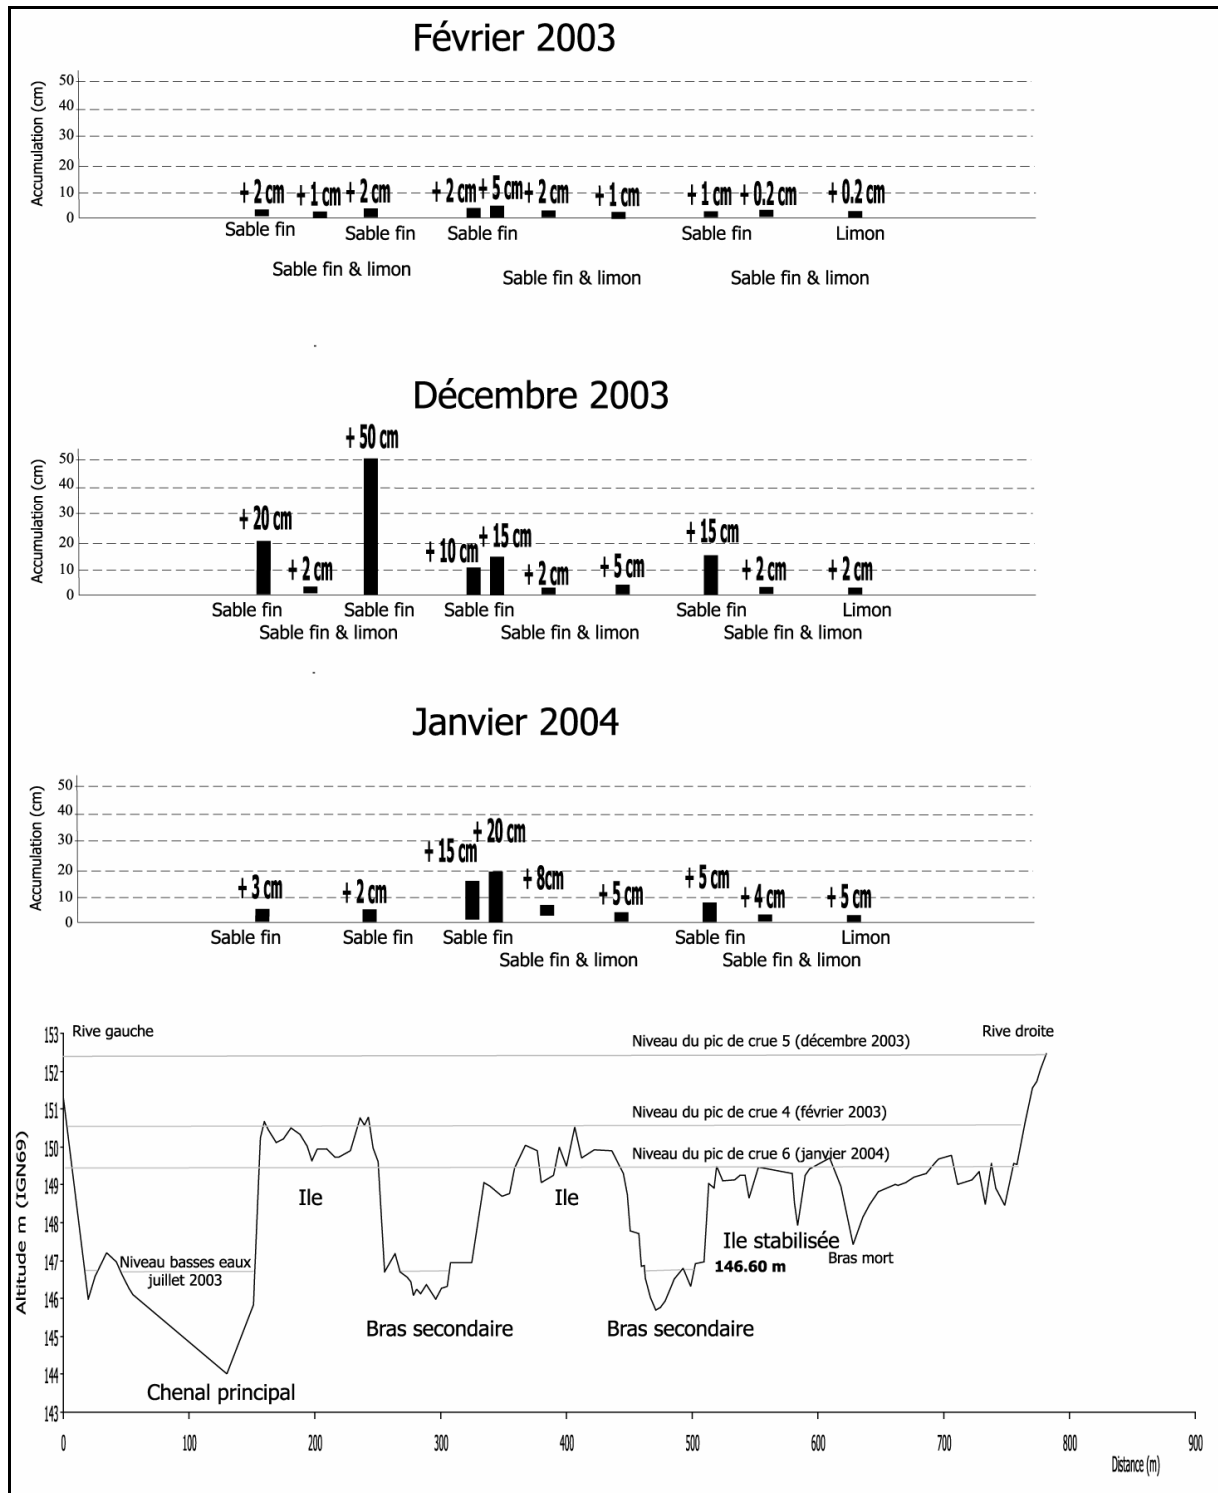 Février 2003
Accumulation (cm)
50
40
30
20
10
0
+ 2 cm + 1 cm + 2 cm + 2 cm + 5 cm + 2 cm + 1 cm + 1 cm + 0.2 cm + 0.2 cm
Sable fin Sable fin Sable fin Sable fin Limon
Sable fin & limon Sable fin & limon Sable fin & limon
Décembre 2003
Accumulation (cm)
50
40
30
20
10
0
+ 50 cm
+ 20 cm + 15 cm + 15 cm
+ 2 cm + 10 cm + 2 cm + 5 cm + 2 cm + 2 cm
Sable fin Sable fin Sable fin Sable fin Limon
Sable fin & limon Sable fin & limon Sable fin & limon
Janvier 2004
Accumulation (cm)
50
40
30
20
10
0
+ 20 cm
+ 15 cm
+ 3 cm + 2 cm + 8cm + 5 cm + 5 cm + 4 cm + 5 cm
Sable fin Sable fin Sable fin Sable fin Limon
Sable fin & limon Sable fin & limon
Altitude m (IGN69)
153
152
151
150
149
148
147
146
145
144
143
Rive gauche
Rive droite
Niveau du pic de crue 5 (décembre 2003)
Niveau du pic de crue 4 (février 2003)
Niveau du pic de crue 6 (janvier 2004)
Ile
Ile
Ile stabilisée
146.60 m
Bras mort
Niveau basses eaux
juillet 2003
Bras secondaire
Bras secondaire
Chenal principal
0 100 200 300 400 500 600 700 800 900
Distance (m)